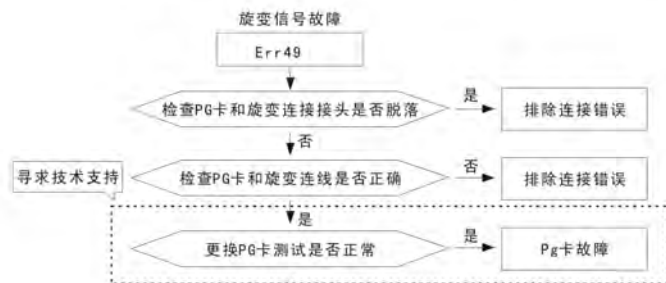 旋变信号故障
Err49
检查PG卡和旋变连接接头是否脱落
是
排除连接错误
否
寻求技术支持
检查PG卡和旋变连线是否正确
否
排除连接错误
是
更换PG卡测试是否正常
是
Pg卡故障